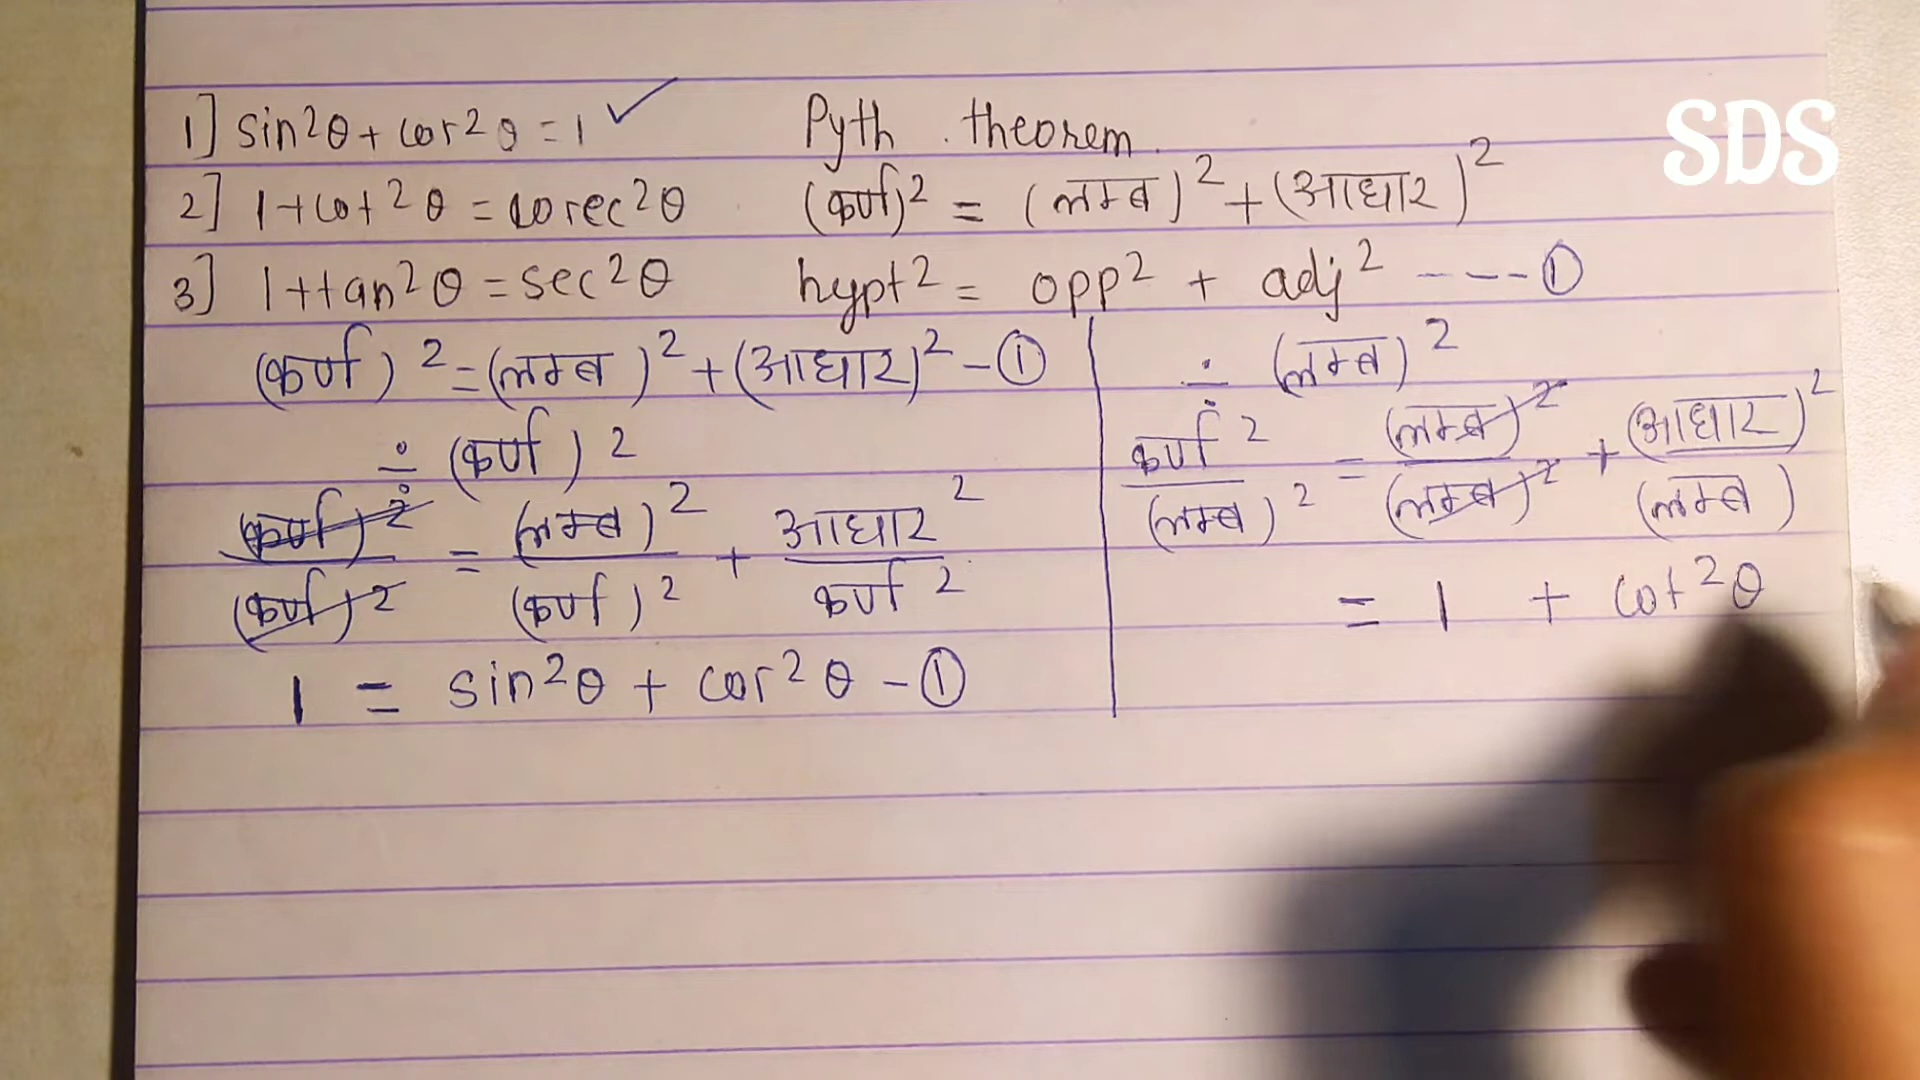 1] sin²θ + cos²θ = 1 ✓
2] 1 + cot²θ = cosec²θ
3] 1 + tan²θ = sec²θ
Pyth. theorem.
(कर्ण)² = (लम्ब)² + (आधार)²
hypt² = opp² + adj² ---- ①
SDS
(कर्ण)² = (लम्ब)² + (आधार)² - ①
÷ (कर्ण)²
(कर्ण)²/(कर्ण)² = (लम्ब)²/(कर्ण)² + आधार²/कर्ण²
1 = sin²θ + cos²θ - ①
÷ (लम्ब)²
कर्ण²/(लम्ब)² = (लम्ब)²/(लम्ब)² + (आधार)²/(लम्ब)
= 1 + cot²θ